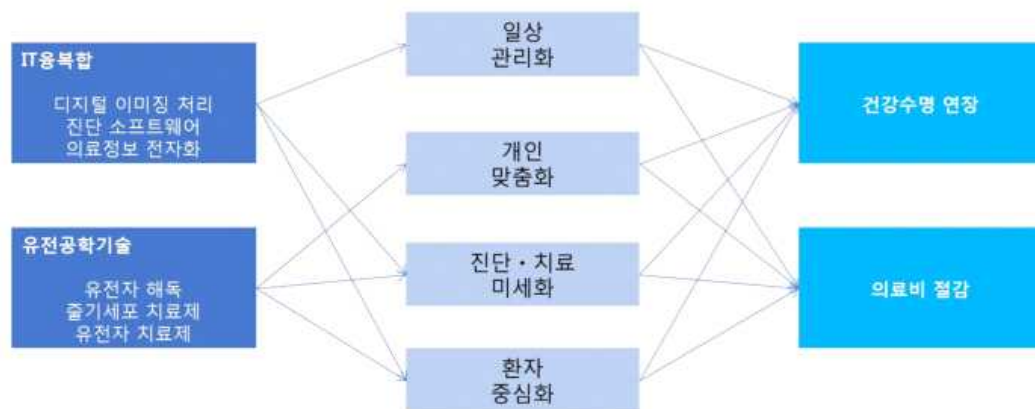 IT융복합
디지털 이미징 처리
진단 소프트웨어
의료정보 전자화
유전공학기술
유전자 해독
줄기세포 치료제
유전자 치료제
일상
관리화
개인
맞춤화
진단・치료
미세화
환자
중심화
건강수명 연장
의료비 절감